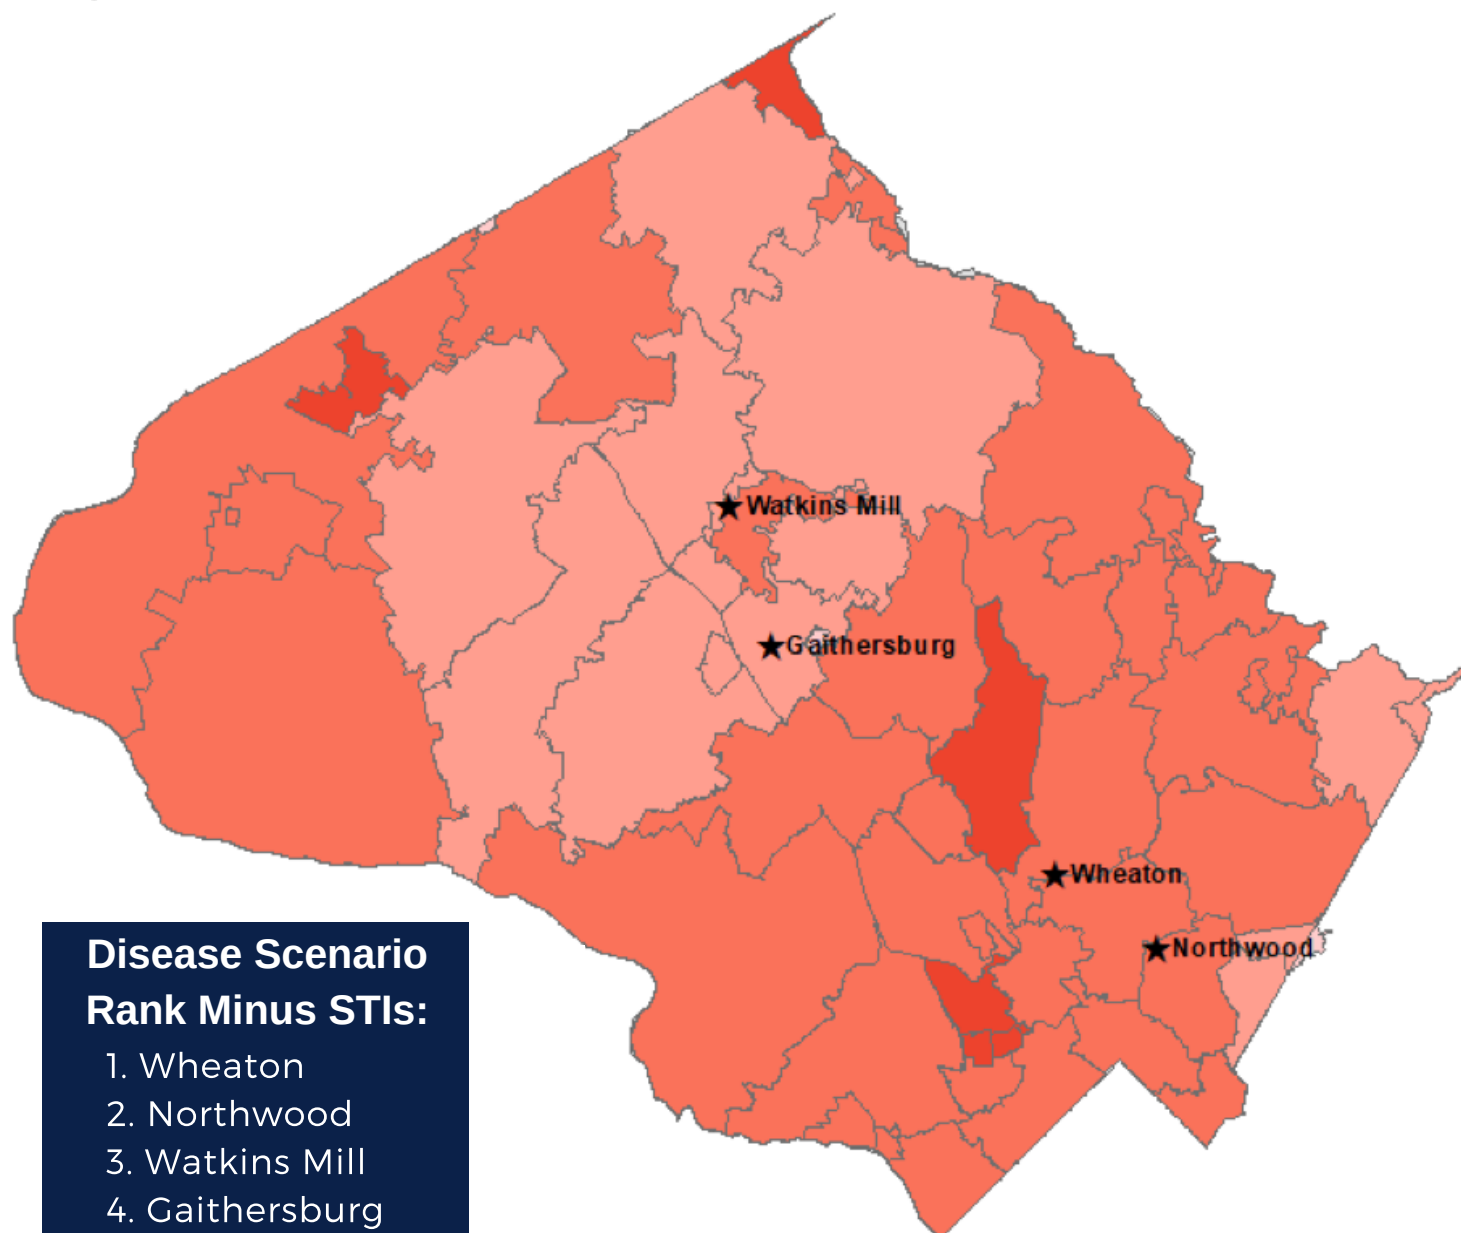 Watkins Mill
Gaithersburg
Wheaton
Northwood
Disease Scenario
Rank Minus STIs:
1. Wheaton
2. Northwood
3. Watkins Mill
4. Gaithersburg